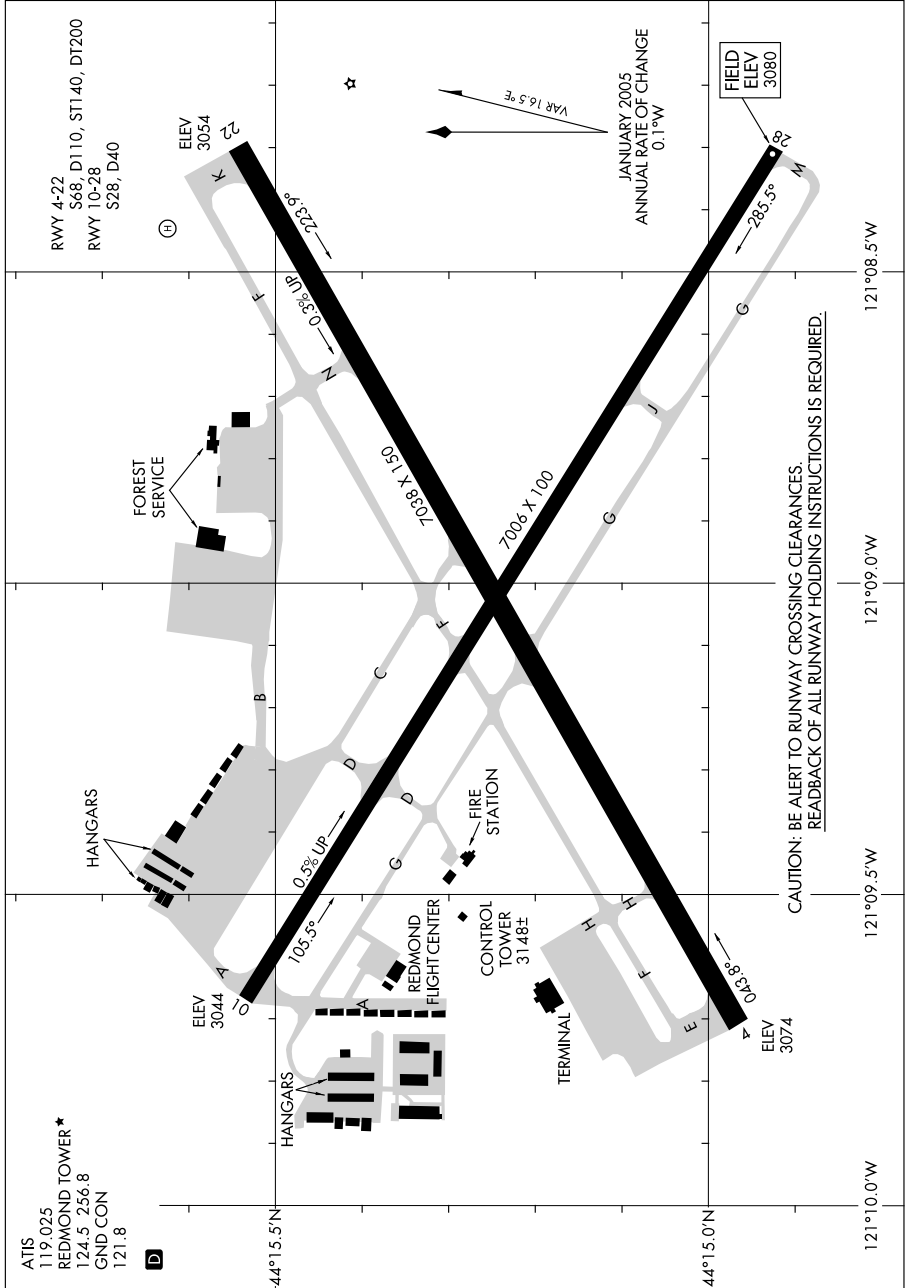 ATIS
119.025
REDMOND TOWER★
124.5 256.8
GND CON
121.8
D
RWY 4-22
S68, D110, ST140, DT200
RWY 10-28
S28, D40
HANGARS
FOREST
SERVICE
H
ELEV
3054
22
K
223.9°
0.3% UP
F
N
VAR 16.5°E
JANUARY 2005
ANNUAL RATE OF CHANGE
0.1°W
FIELD
ELEV
3080
28
M
285.5°
G
J
G
7038 X 150
7006 X 100
B
C
F
D
D
G
0.5% UP
105.5°
A
10
ELEV
3044
A
HANGARS
REDMOND
FLIGHT CENTER
CONTROL
TOWER
3148±
FIRE
STATION
TERMINAL
H
H
F
E
043.8°
4
ELEV
3074
CAUTION: BE ALERT TO RUNWAY CROSSING CLEARANCES.
READBACK OF ALL RUNWAY HOLDING INSTRUCTIONS IS REQUIRED.
44°15.5'N
44°15.0'N
121°10.0'W
121°09.5'W
121°09.0'W
121°08.5'W